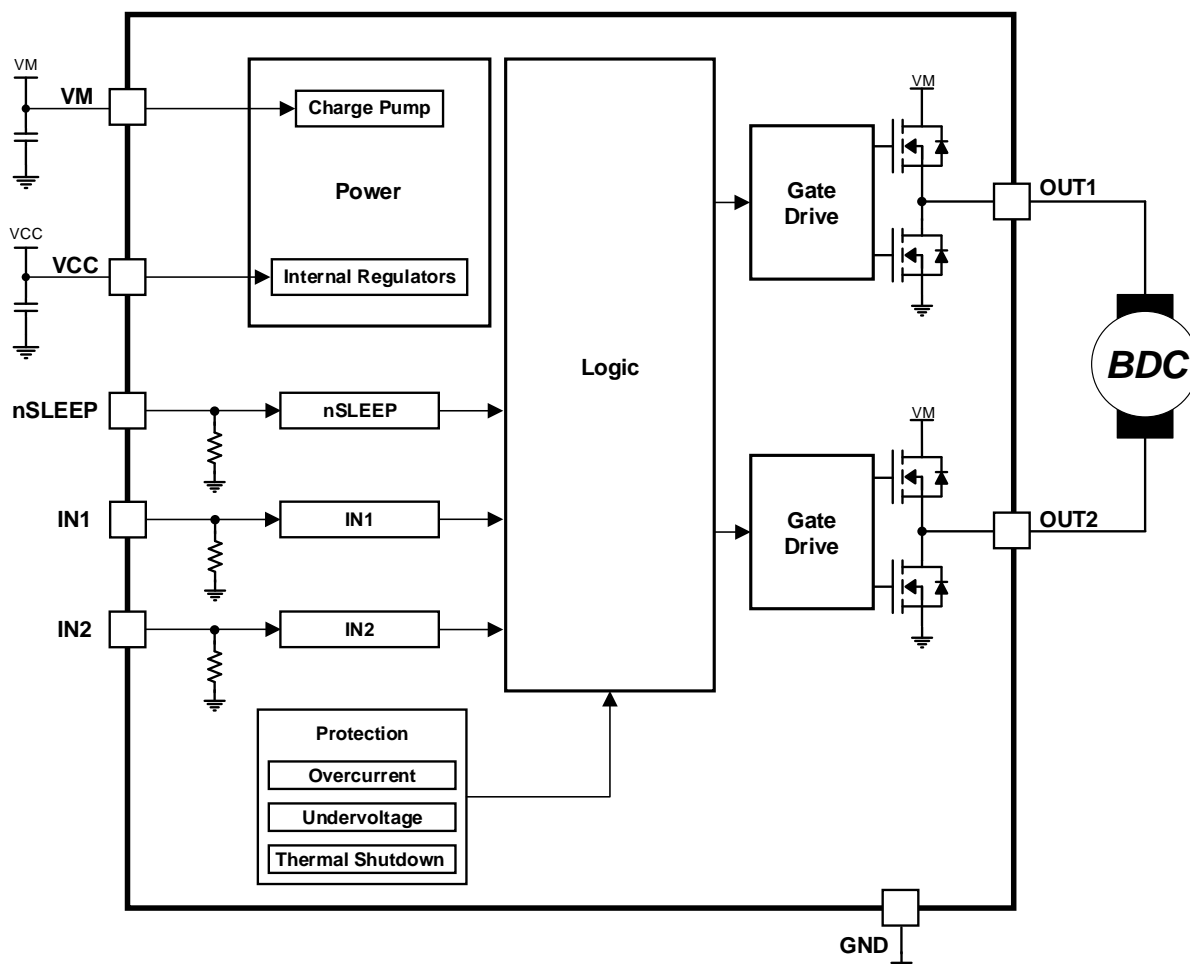 VM
VM
Charge Pump
Power
VCC
VCC
Internal Regulators
nSLEEP
nSLEEP
IN1
IN1
IN2
IN2
Protection
Overcurrent
Undervoltage
Thermal Shutdown
Logic
Gate
Drive
VM
OUT1
BDC
Gate
Drive
VM
OUT2
GND